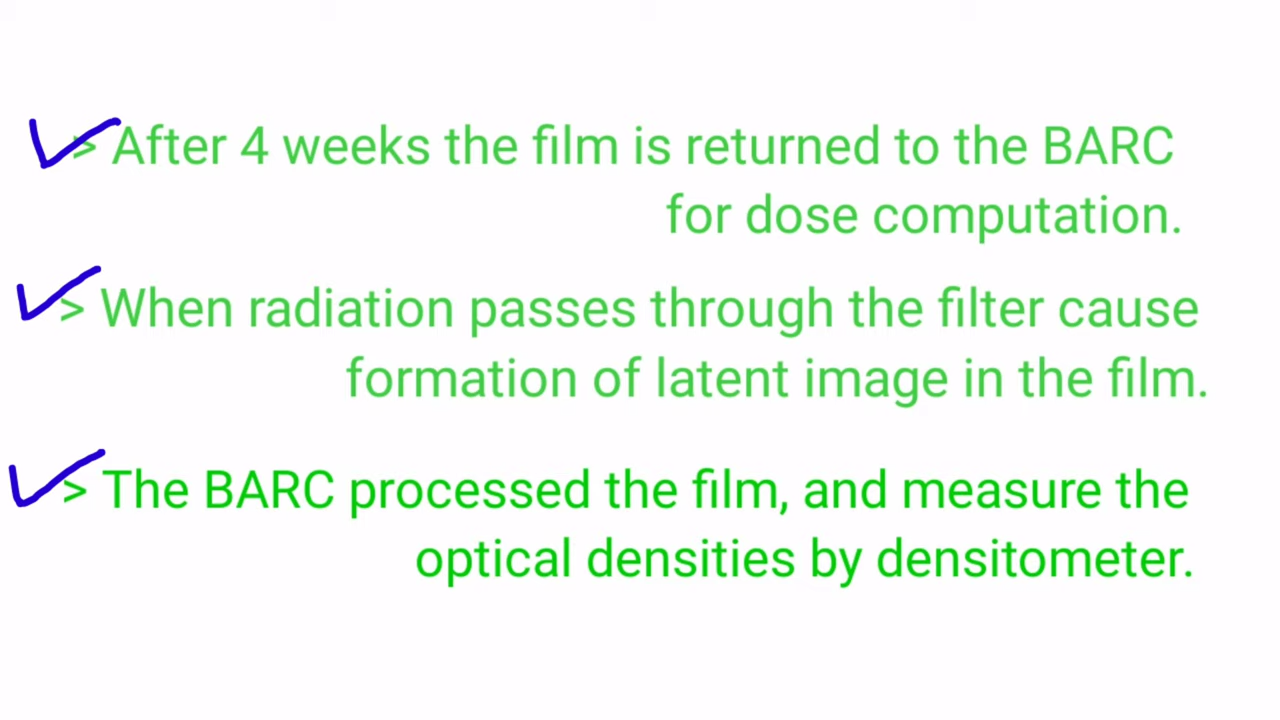 > After 4 weeks the film is returned to the BARC
for dose computation.
> When radiation passes through the filter cause
formation of latent image in the film.
> The BARC processed the film, and measure the
optical densities by densitometer.